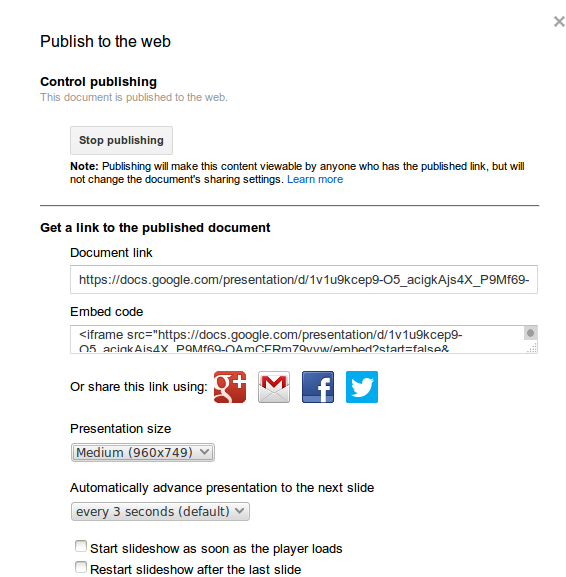 Publish to the web
Control publishing
This document is published to the web.
Stop publishing
Note: Publishing will make this content viewable by anyone who has the published link, but will
not change the document's sharing settings. Learn more
Get a link to the published document
Document link
https://docs.google.com/presentation/d/1v1u9kcep9-O5_acigkAjs4X_P9Mf69-
Embed code
<iframe src="https://docs.google.com/presentation/d/1v1u9kcep9-
O5_acigkAjs4X_P9Mf69-OAmCFRm79vyw/embed?start=false&
Or share this link using:
Presentation size
Medium (960x749)
Automatically advance presentation to the next slide
every 3 seconds (default)
Start slideshow as soon as the player loads
Restart slideshow after the last slide